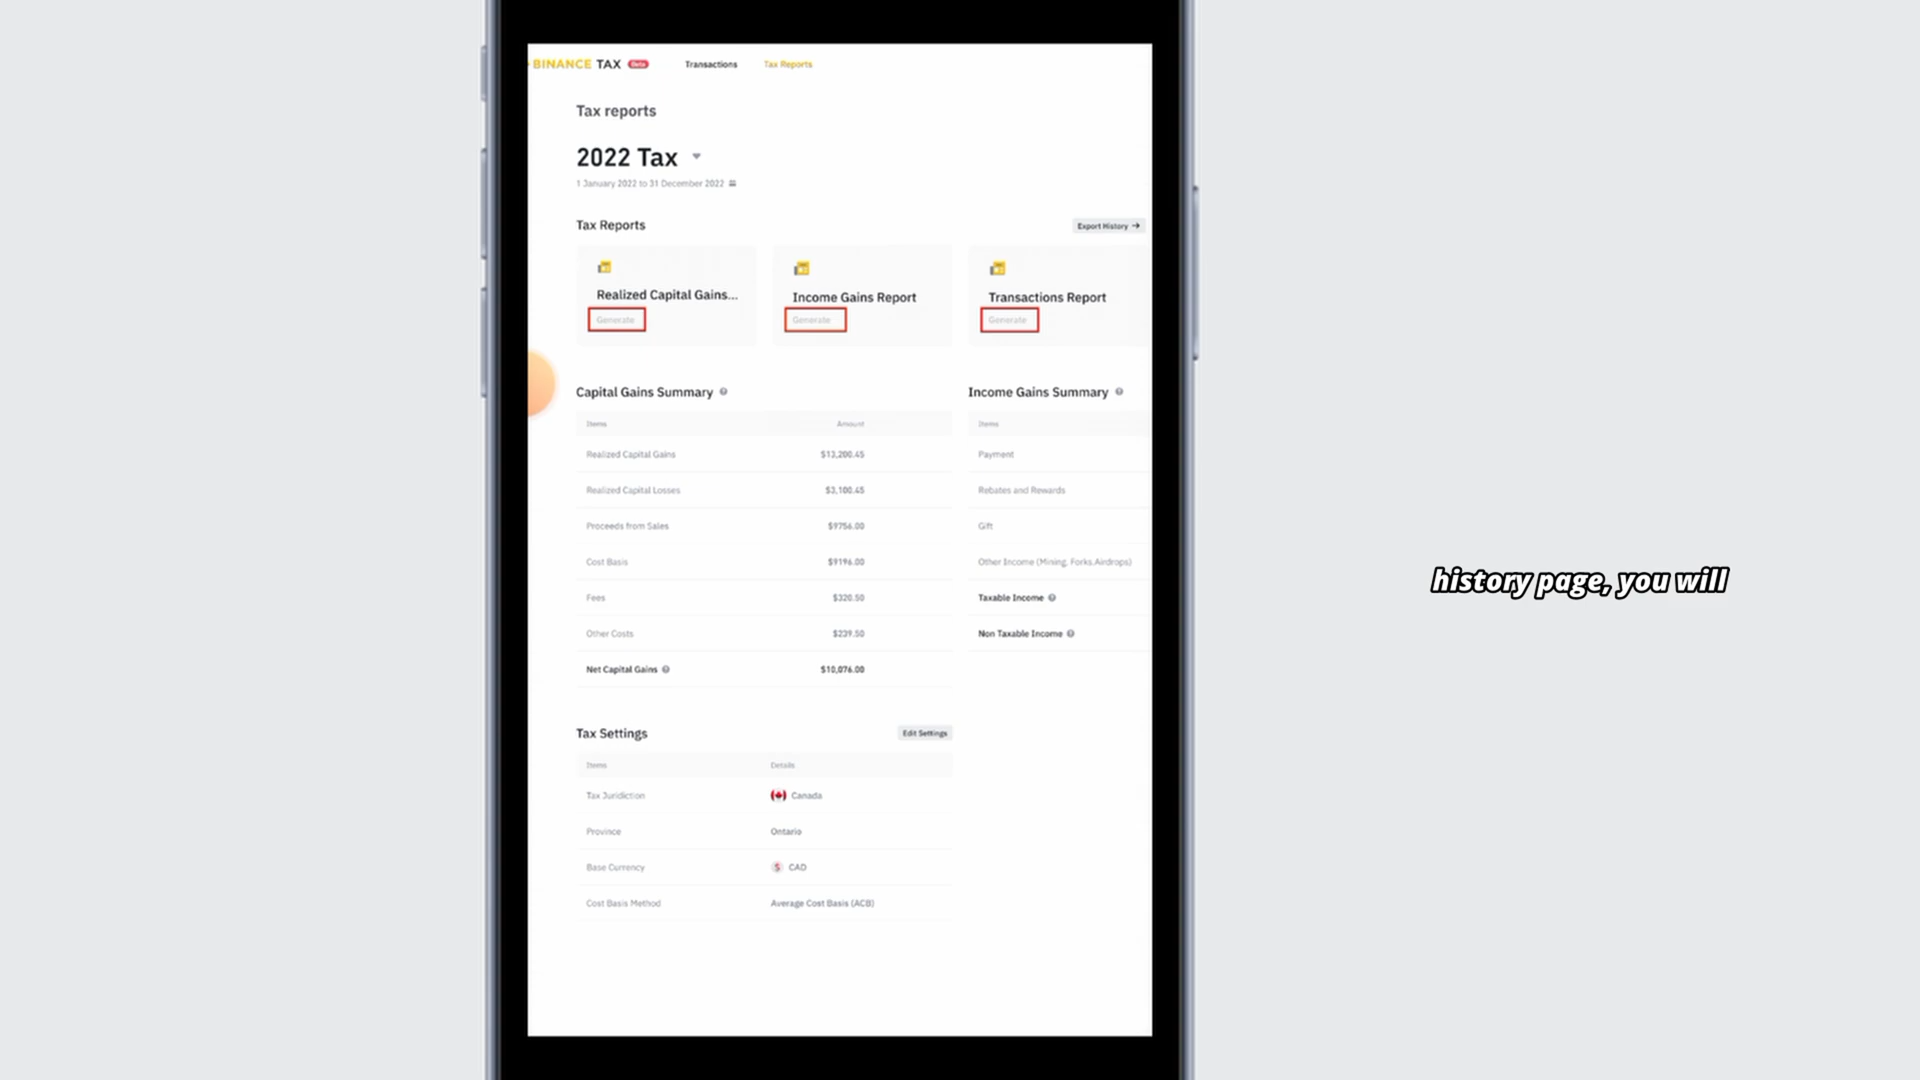 BINANCE TAX Beta Transactions Tax Reports
Tax reports
2022 Tax
1 January 2022 to 31 December 2022
Tax Reports Export History →
Realized Capital Gains... Income Gains Report Transactions Report
Generate Generate Generate
Capital Gains Summary Income Gains Summary
Items Amount Items
Realized Capital Gains $13,200.45 Payment
Realized Capital Losses $3,100.45 Rebates and Rewards
Proceeds from Sales $9756.00 Gift
Cost Basis $9196.00 Other Income (Mining, Forks,Airdrops)
history page, you will
Fees $320.50 Taxable Income
Other Costs $239.50 Non Taxable Income
Net Capital Gains $10,076.00
Tax Settings Edit Settings
Items Details
Tax Juridiction Canada
Province Ontario
Base Currency $ CAD
Cost Basis Method Average Cost Basis (ACB)